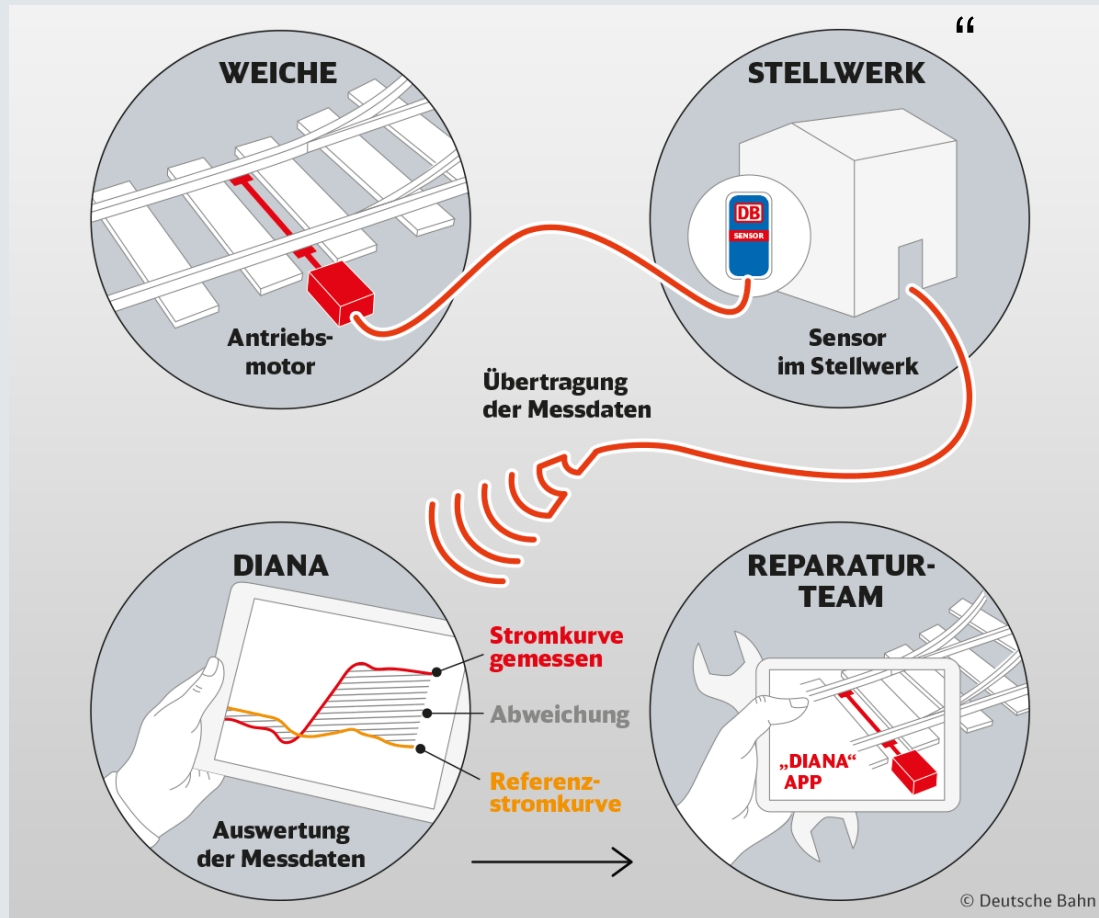 “
WEICHE
Antriebs-
motor
STELLWERK
DB
SENSOR
Sensor
im Stellwerk
Übertragung
der Messdaten
DIANA
Stromkurve
gemessen
Abweichung
Referenz-
stromkurve
Auswertung
der Messdaten
REPARATUR-
TEAM
„DIANA“
APP
© Deutsche Bahn